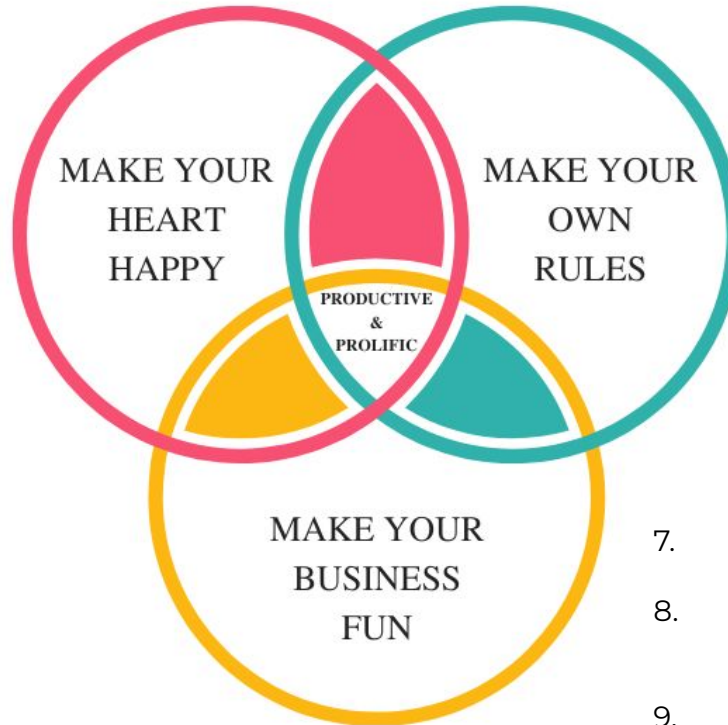 MAKE YOUR
HEART
HAPPY
MAKE YOUR
OWN
RULES
PRODUCTIVE
&
PROLIFIC
MAKE YOUR
BUSINESS
FUN
7.
8.
9.